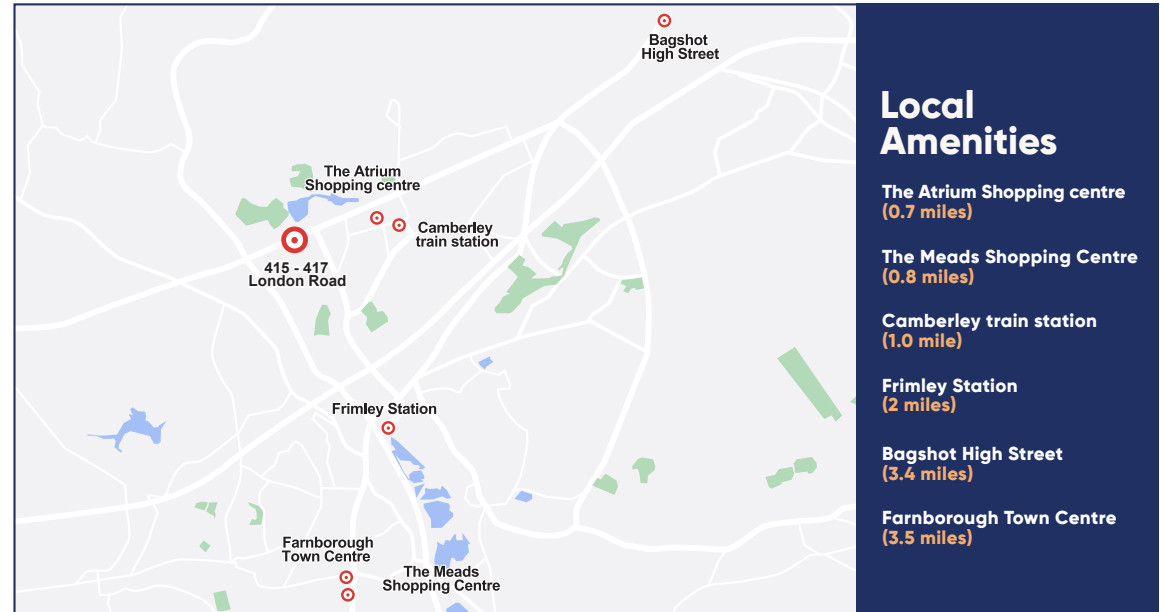 Bagshot
High Street
The Atrium
Shopping centre
Camberley
train station
415 - 417
London Road
Frimley Station
Farnborough
Town Centre
The Meads
Shopping Centre
Local
Amenities
The Atrium Shopping centre
(0.7 miles)
The Meads Shopping Centre
(0.8 miles)
Camberley train station
(1.0 mile)
Frimley Station
(2 miles)
Bagshot High Street
(3.4 miles)
Farnborough Town Centre
(3.5 miles)